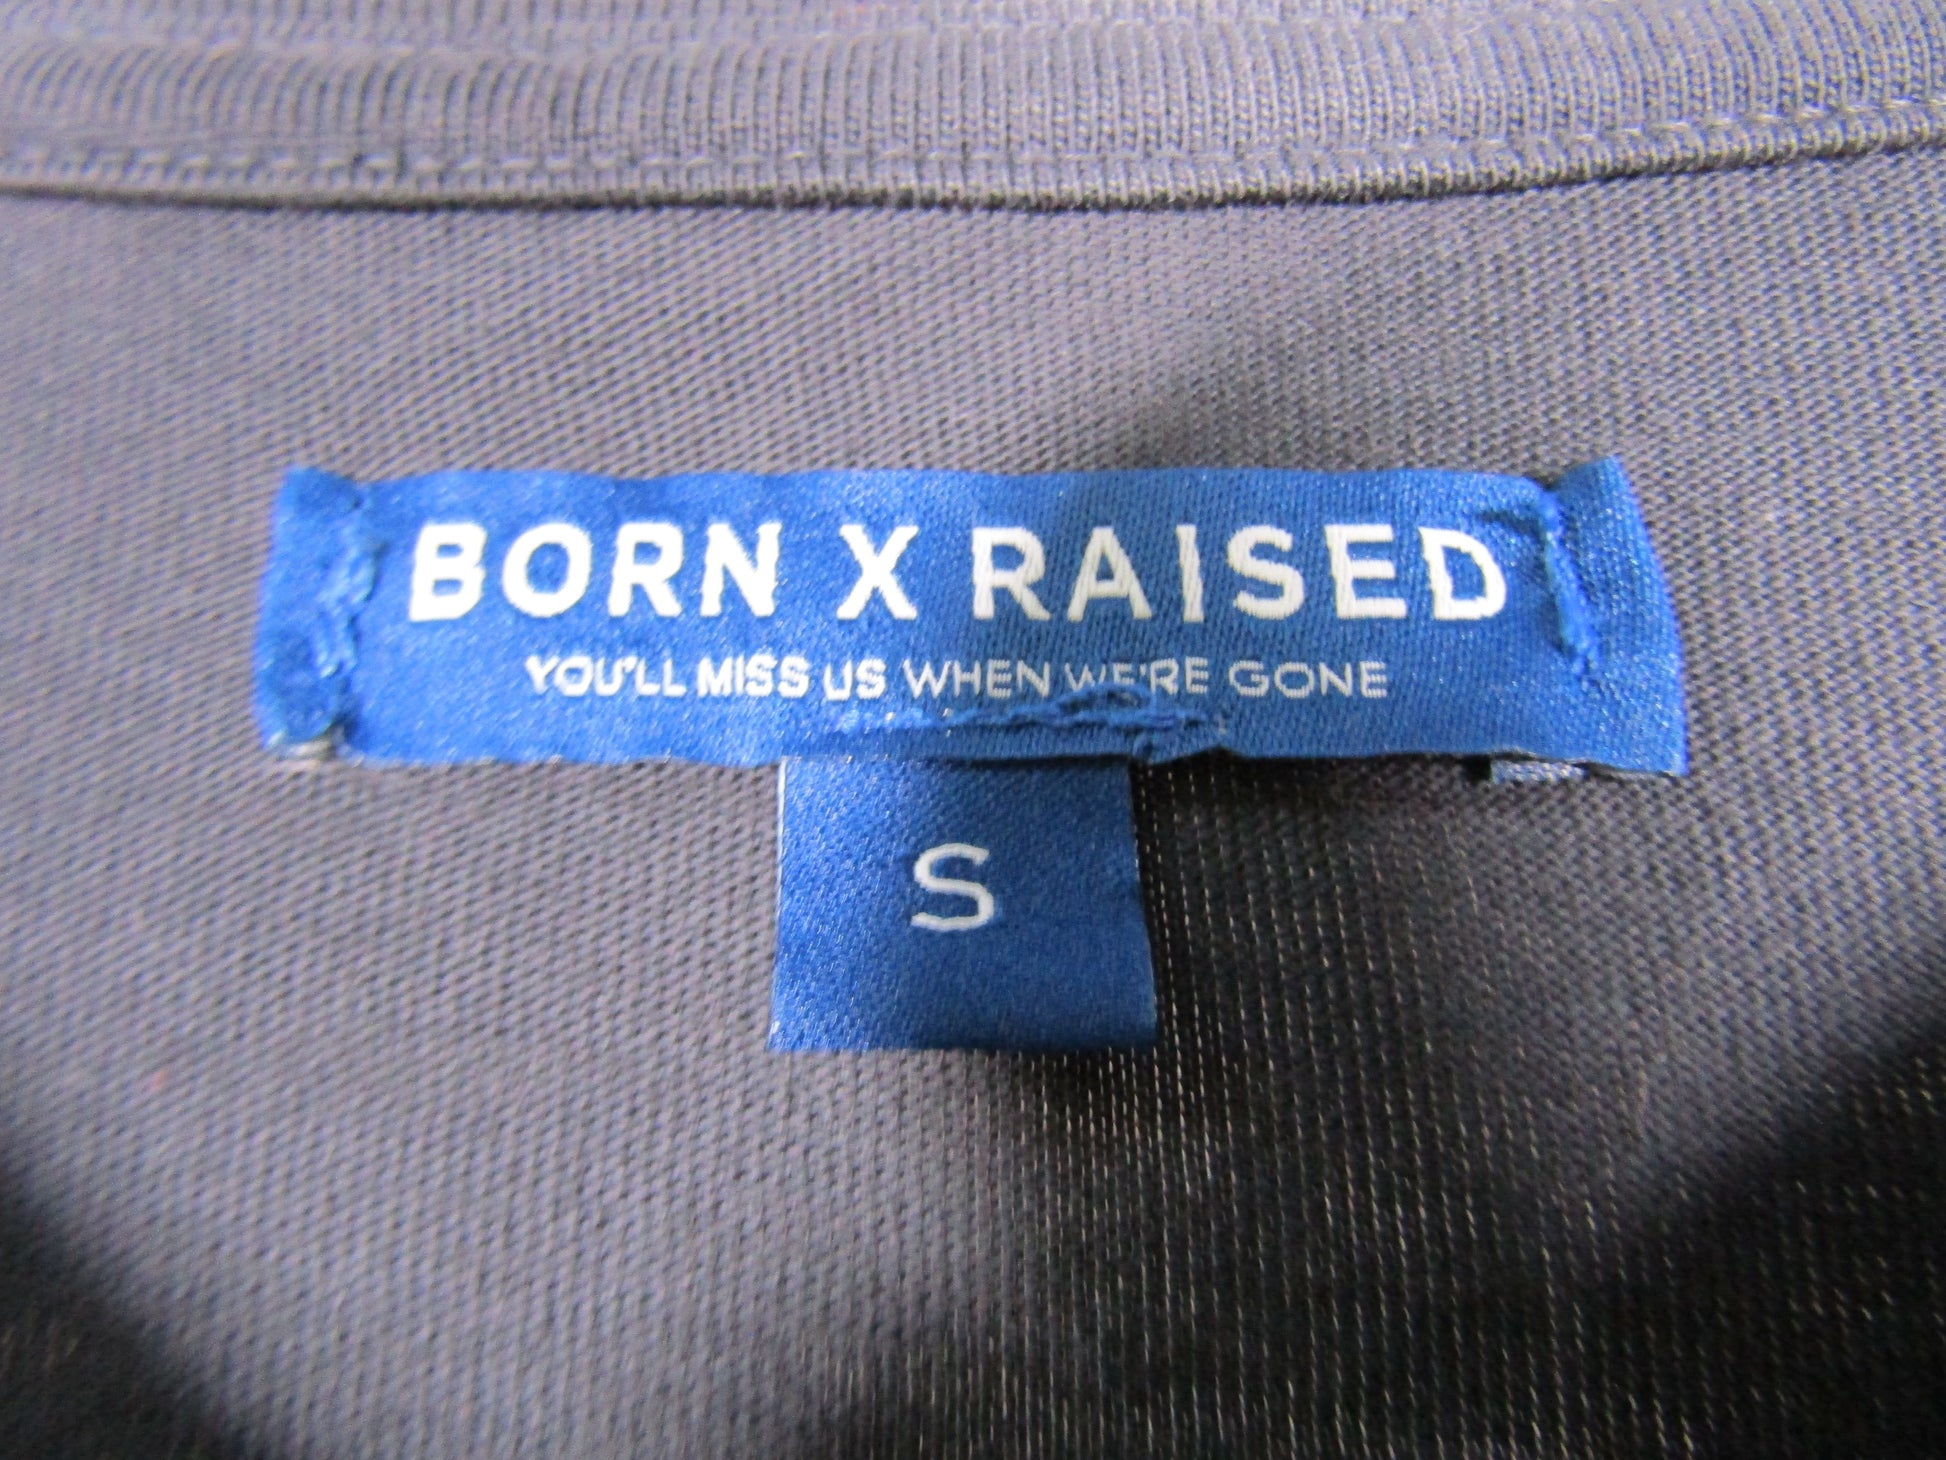 BORN X RAISED
YOU'LL MISS US WHEN WE'RE GONE
S